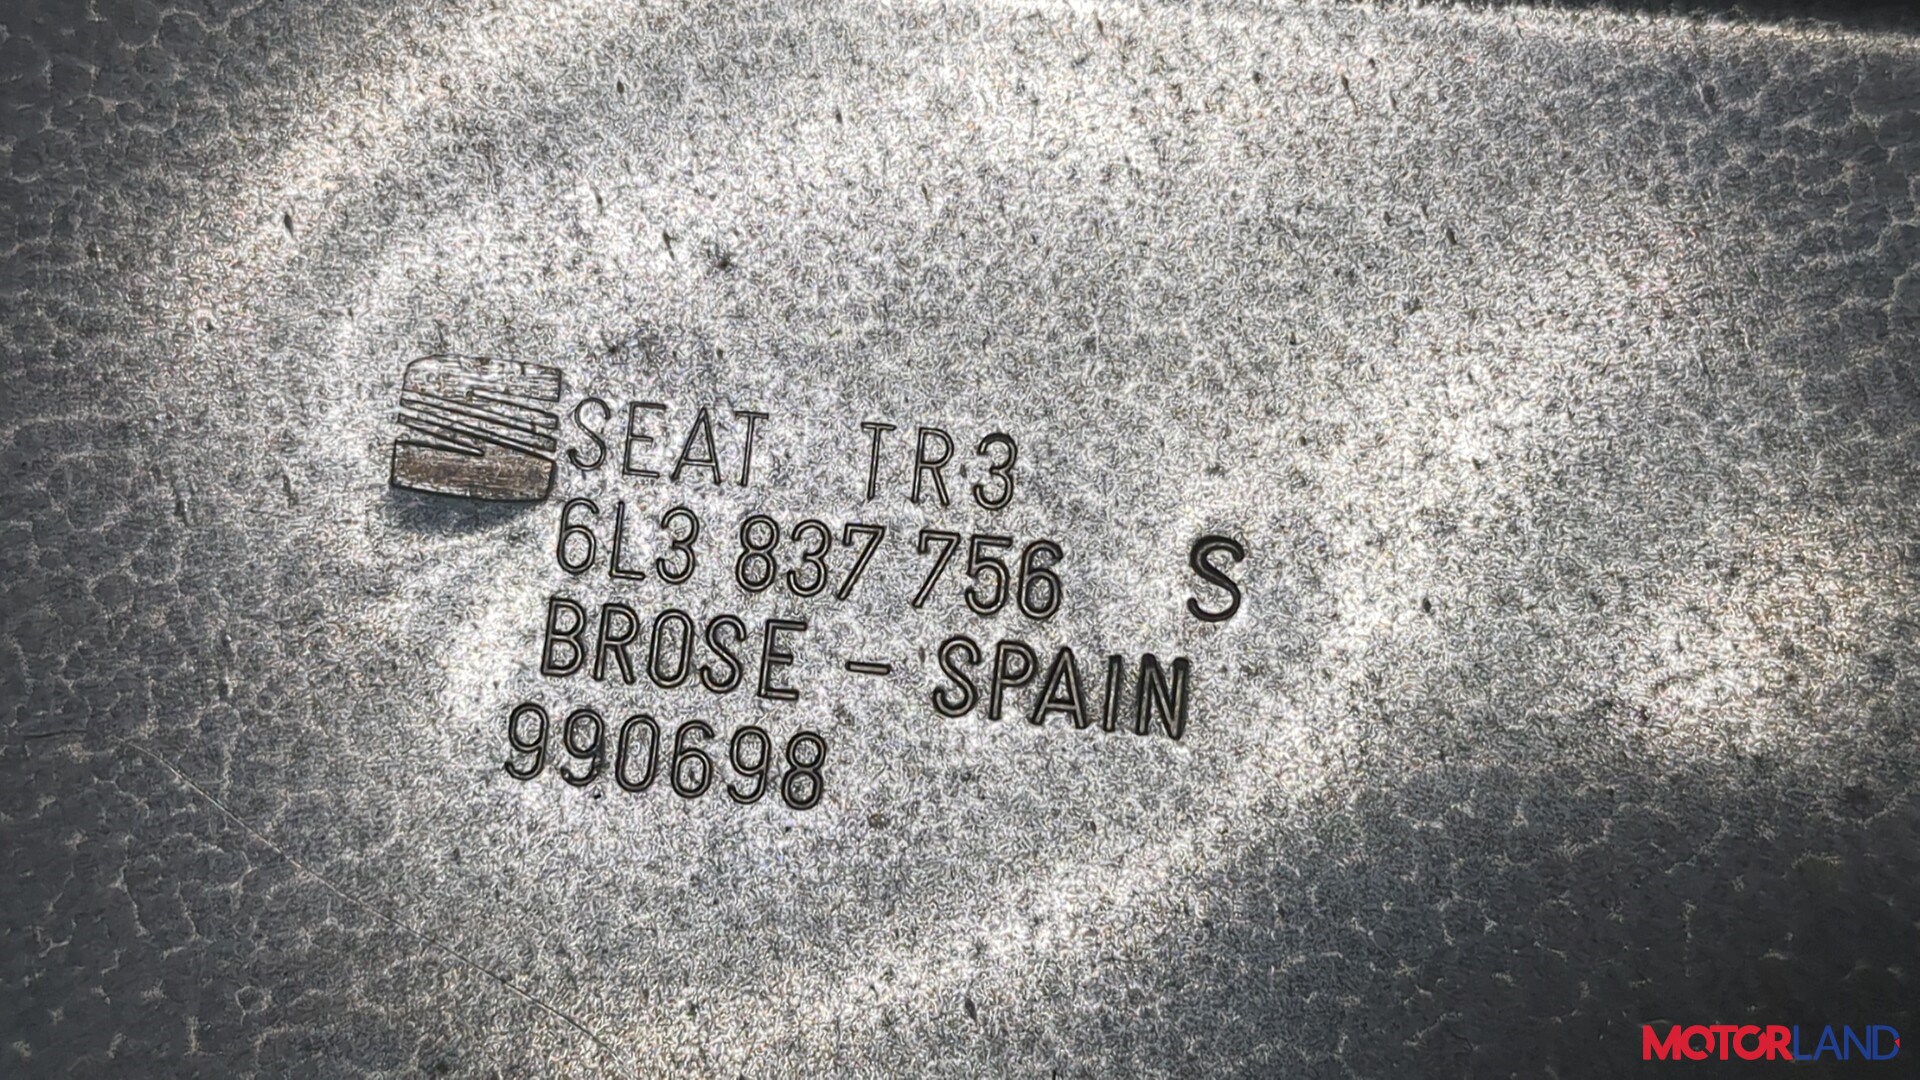 SEAT TR3
6L3 837 756 S
BROSE - SPAIN
990698
MOTORLAND